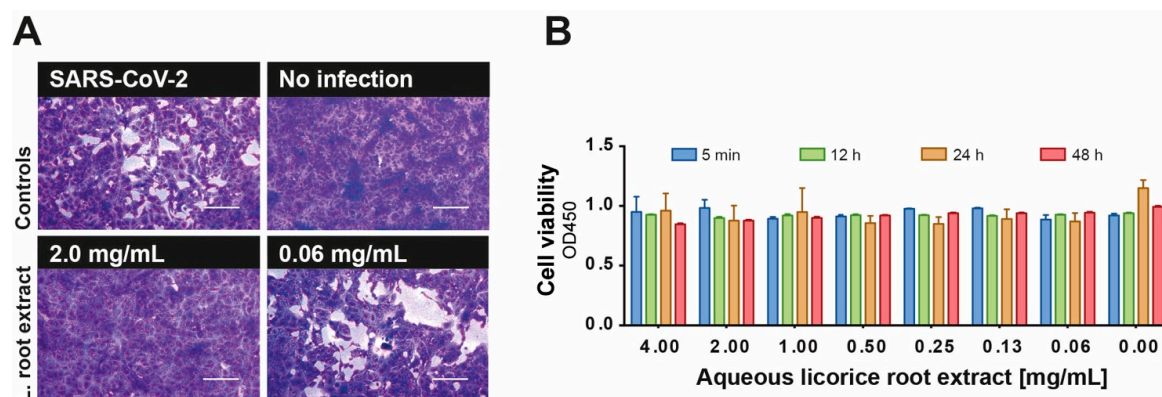 A
SARS-CoV-2
No infection
Controls
2.0 mg/mL
0.06 mg/mL
... root extract
B
1.5
1.0
0.5
0.0
Cell viability
OD450
5 min
12 h
24 h
48 h
4.00
2.00
1.00
0.50
0.25
0.13
0.06
0.00
Aqueous licorice root extract [mg/mL]